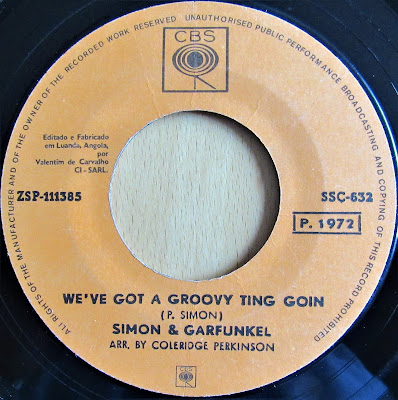 ALL RIGHTS OF THE MANUFACTURER AND OF THE OWNER OF THE RECORDED WORK RESERVED UNAUTHORISED PUBLIC PERFORMANCE BROADCASTING AND COPYING OF THIS RECORD PROHIBITED
CBS
Editado e Fabricado
em Luanda, Angola,
por
Valentim de Carvalho
CI - SARL.
ZSP-111385
SSC-632
P. 1972
WE'VE GOT A GROOVY TING GOIN
(P. SIMON)
SIMON & GARFUNKEL
ARR. BY COLERIDGE PERKINSON
CBS